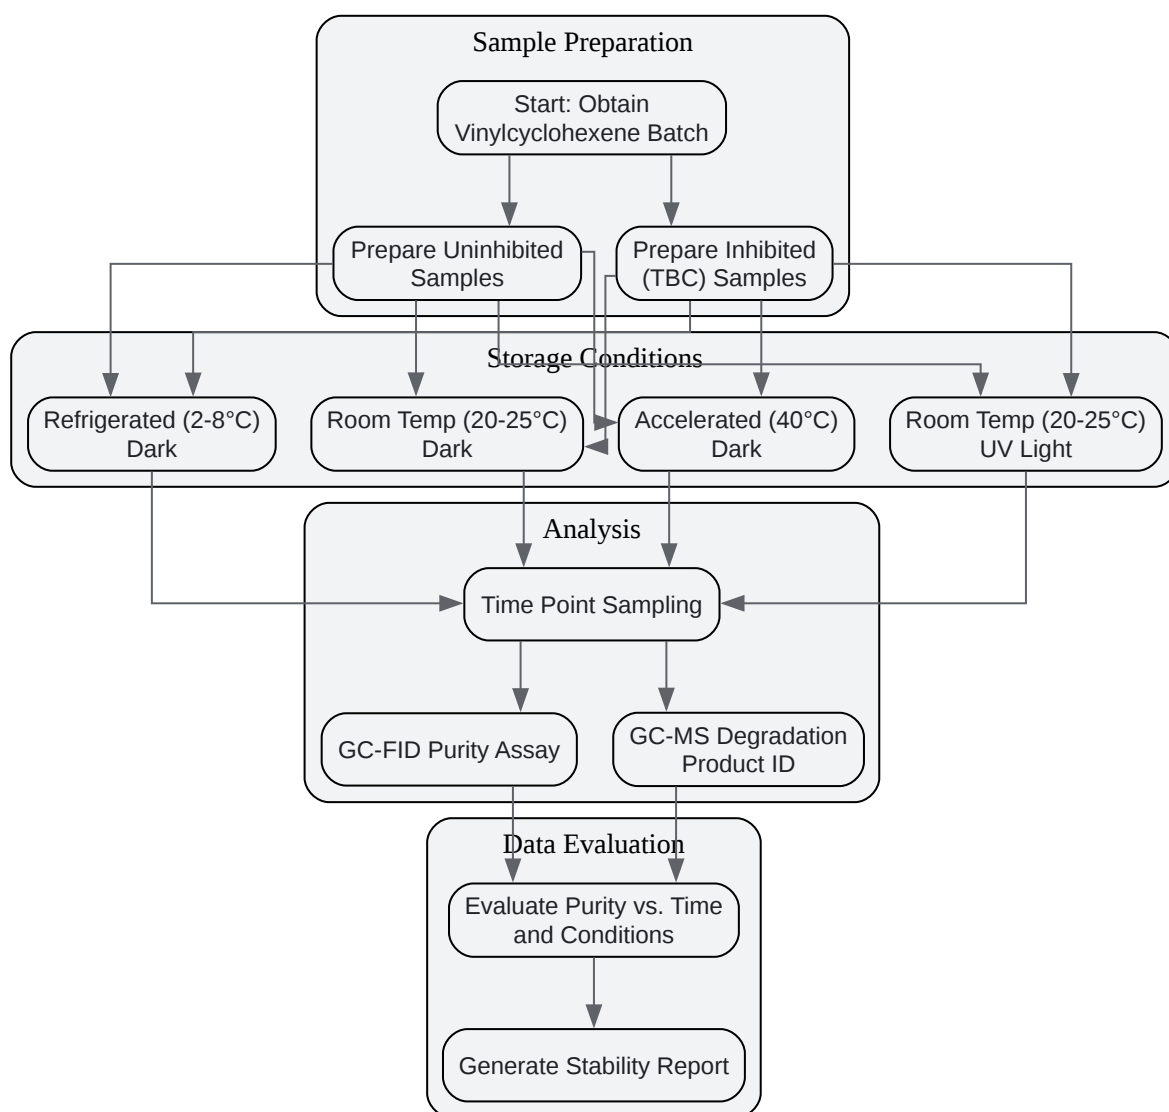 Sample Preparation
Start: Obtain
Vinylcyclohexene Batch
Prepare Uninhibited
Samples
Prepare Inhibited
(TBC) Samples
Storage Conditions
Refrigerated (2-8°C)
Dark
Room Temp (20-25°C)
Dark
Accelerated (40°C)
Dark
Room Temp (20-25°C)
UV Light
Analysis
Time Point Sampling
GC-FID Purity Assay
GC-MS Degradation
Product ID
Data Evaluation
Evaluate Purity vs. Time
and Conditions
Generate Stability Report